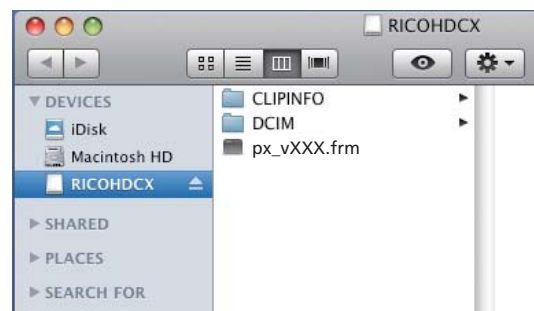 RICOHDCX
DEVICES
iDisk
Macintosh HD
RICOHDCX
SHARED
PLACES
SEARCH FOR
CLIPINFO
DCIM
px_vXXX.frm